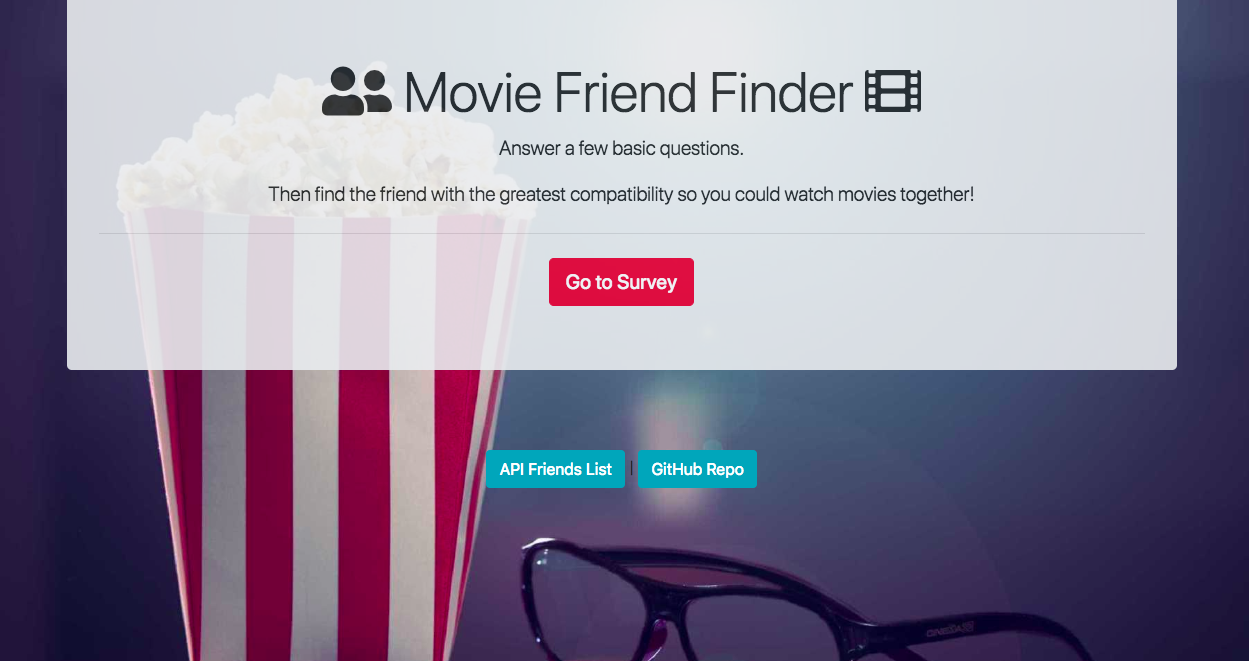 Movie Friend Finder
Answer a few basic questions.
Then find the friend with the greatest compatibility so you could watch movies together!
Go to Survey
API Friends List | GitHub Repo